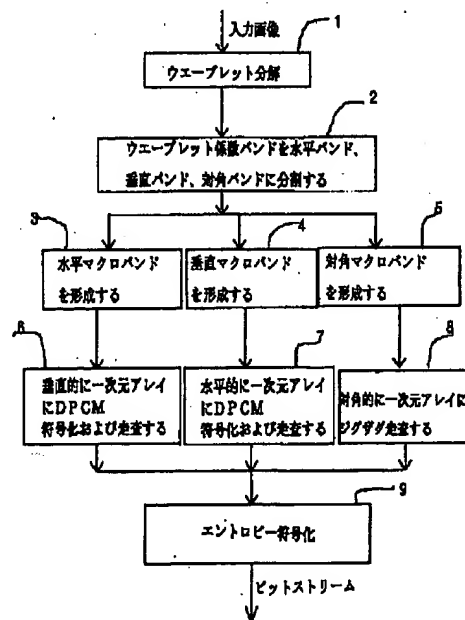 入力画像
1
ウエーブレット分解
2
ウエーブレット係数バンドを水平バンド、
垂直バンド、対角バンドに分割する
3
水平マクロバンド
を形成する
4
垂直マクロバンド
を形成する
5
対角マクロバンド
を形成する
6
垂直的に一次元アレイ
にDPCM
符号化および走査する
7
水平的に一次元アレイ
にDPCM
符号化および走査する
8
対角的に一次元アレイに
ジグザグ走査する
9
エントロピー符号化
ビットストリーム